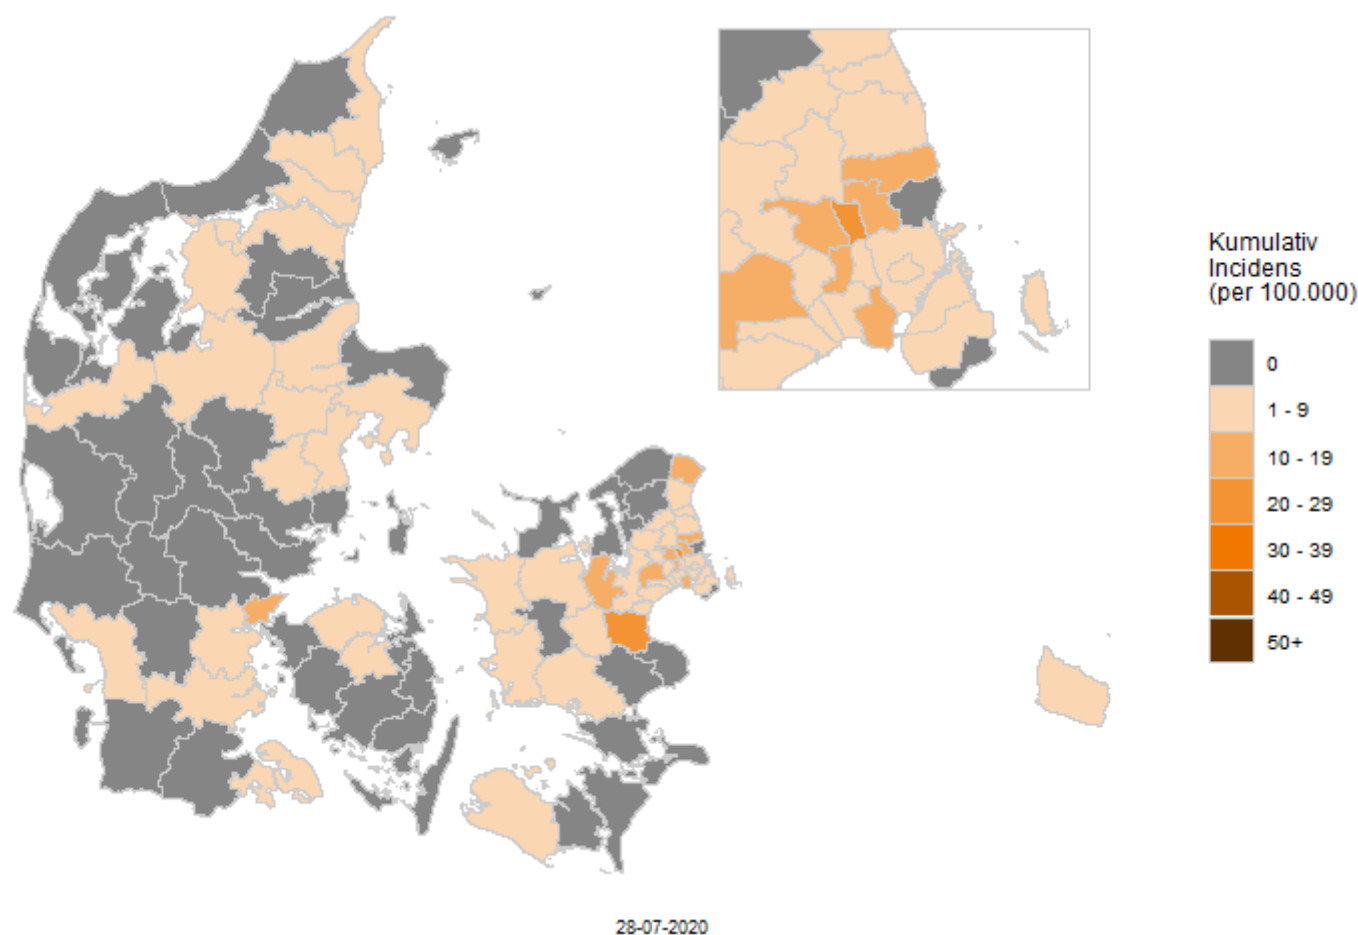 Kumulativ
Incidens
(per 100.000)
0
1 - 9
10 - 19
20 - 29
30 - 39
40 - 49
50+
28-07-2020